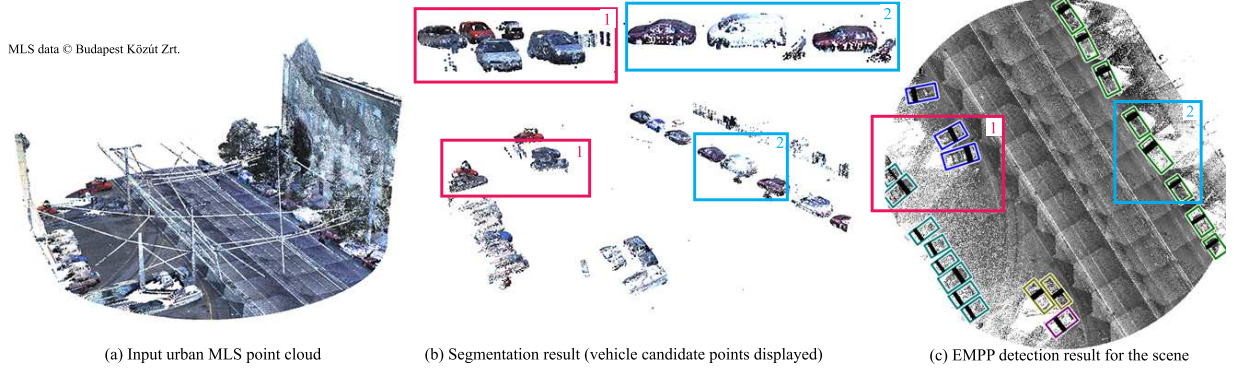 MLS data © Budapest Közút Zrt.
1
2
1
2
1
2
(a) Input urban MLS point cloud
(b) Segmentation result (vehicle candidate points displayed)
(c) EMPP detection result for the scene